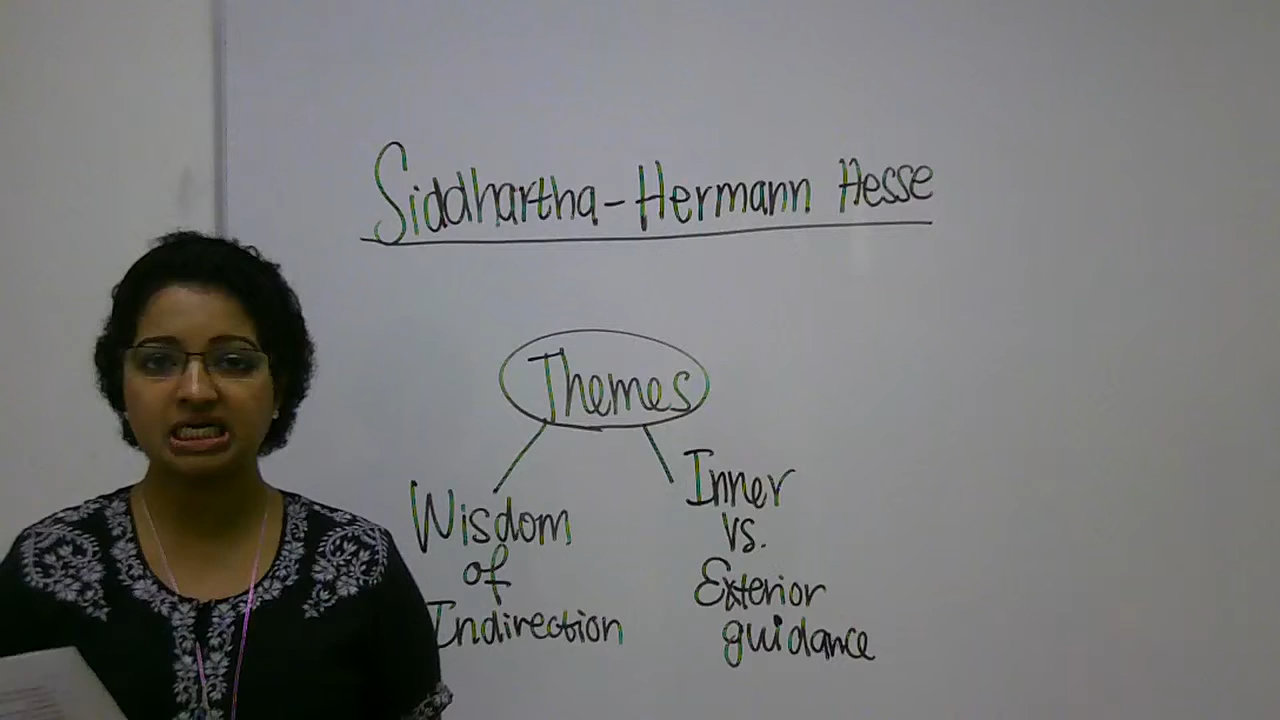 Siddhartha - Hermann Hesse
Themes
Wisdom
of
Indirection
Inner
vs.
Exterior
guidance